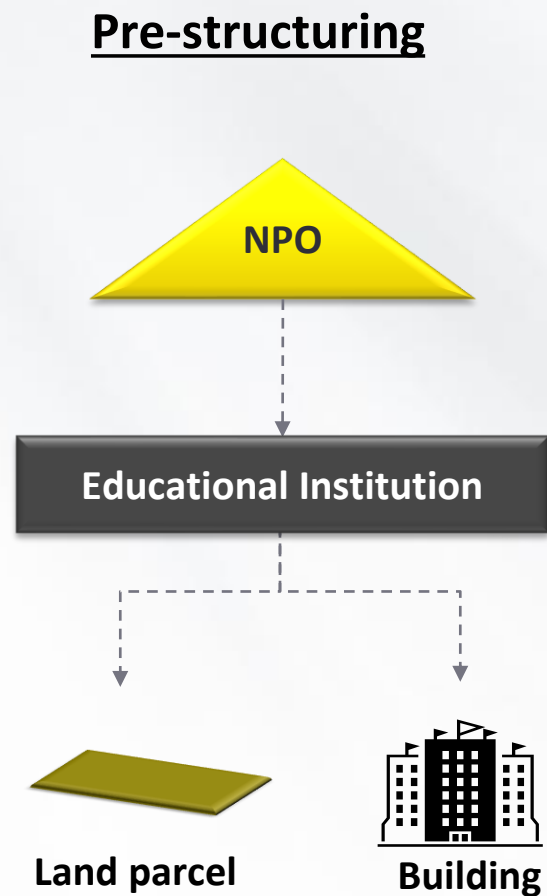 Pre-structuring
NPO
Educational Institution
Land parcel
Building